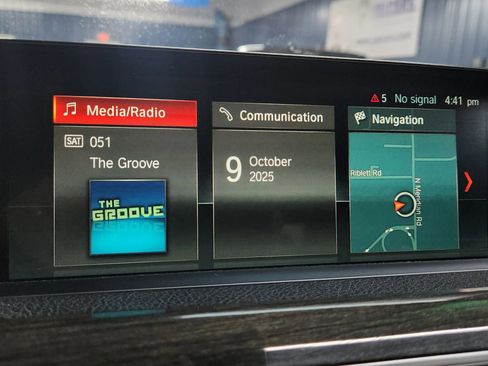 5 No signal 4:41 pm
Media/Radio
SAT 051
The Groove
THE
GROOVE
Communication
9 October
2025
Navigation
Riblett Rd
N Meridian Rd